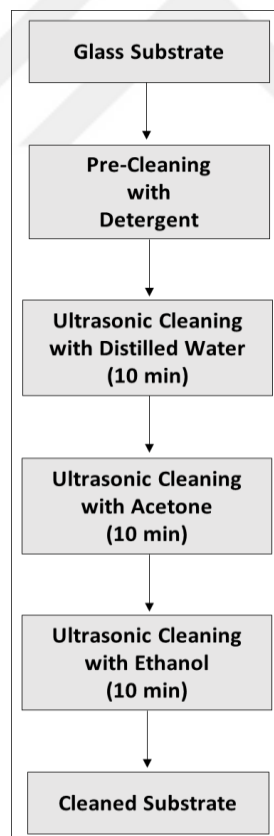 Glass Substrate
Pre-Cleaning
with
Detergent
Ultrasonic Cleaning
with Distilled Water
(10 min)
Ultrasonic Cleaning
with Acetone
(10 min)
Ultrasonic Cleaning
with Ethanol
(10 min)
Cleaned Substrate